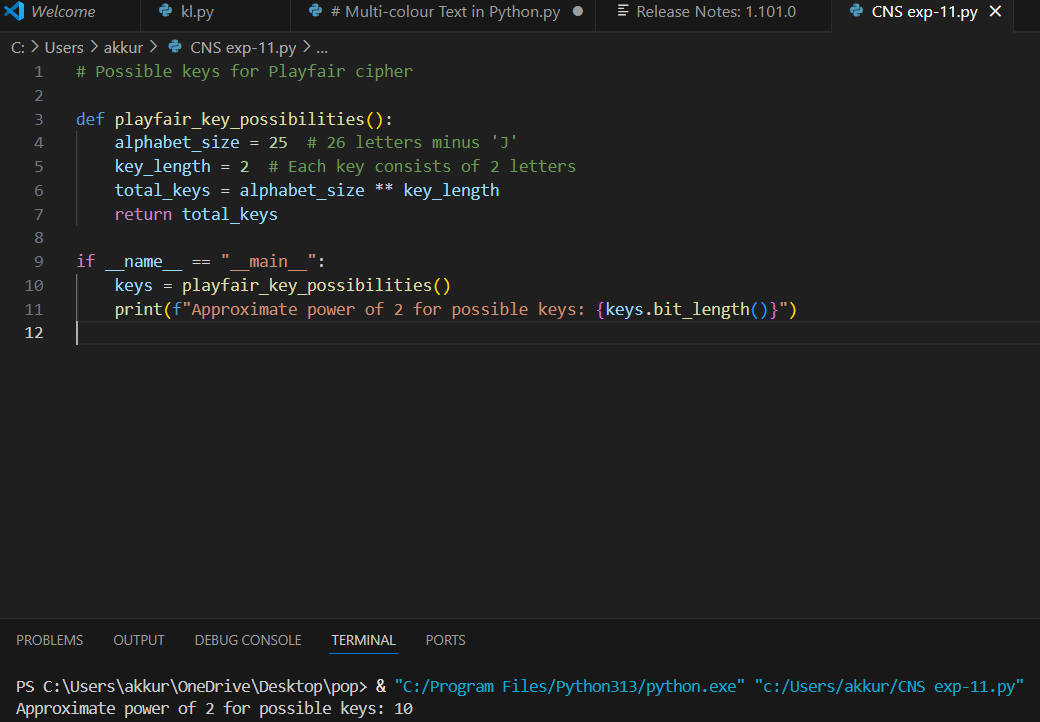 Welcome kl.py # Multi-colour Text in Python.py Release Notes: 1.101.0 CNS exp-11.py
C: > Users > akkur > CNS exp-11.py > ...
1 # Possible keys for Playfair cipher
2
3 def playfair_key_possibilities():
4 alphabet_size = 25 # 26 letters minus 'J'
5 key_length = 2 # Each key consists of 2 letters
6 total_keys = alphabet_size ** key_length
7 return total_keys
8
9 if __name__ == "__main__":
10 keys = playfair_key_possibilities()
11 print(f"Approximate power of 2 for possible keys: {keys.bit_length()}")
12
PROBLEMS OUTPUT DEBUG CONSOLE TERMINAL PORTS
PS C:\Users\akkur\OneDrive\Desktop\pop> & "C:/Program Files/Python313/python.exe" "c:/Users/akkur/CNS exp-11.py"
Approximate power of 2 for possible keys: 10